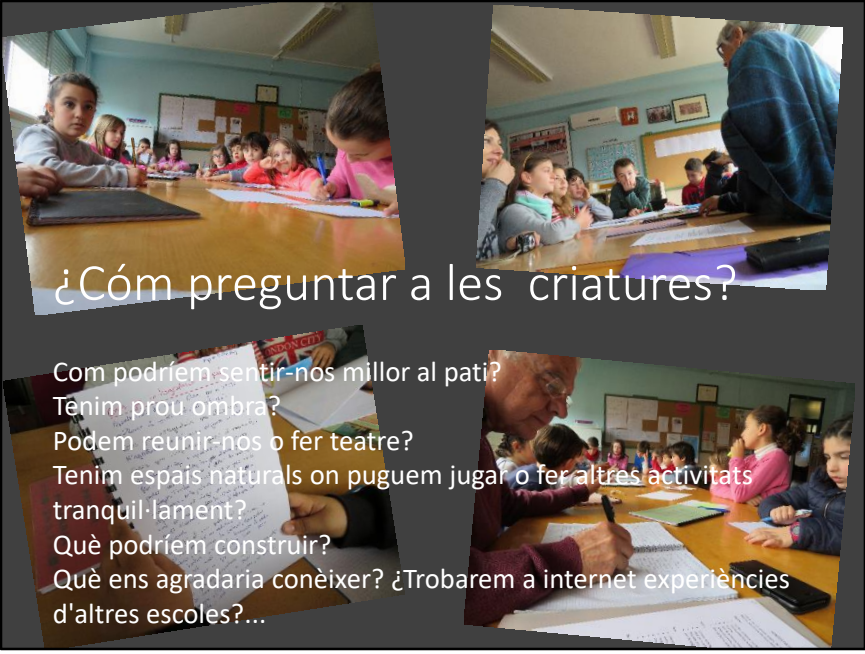 ¿Cóm preguntar a les criatures?
Com podríem sentir-nos millor al pati?
Tenim prou ombra?
Podem reunir-nos o fer teatre?
Tenim espais naturals on puguem jugar o fer altres activitats
tranquil·lament?
Què podríem construir?
Què ens agradaria conèixer? ¿Trobarem a internet experiències
d'altres escoles?...